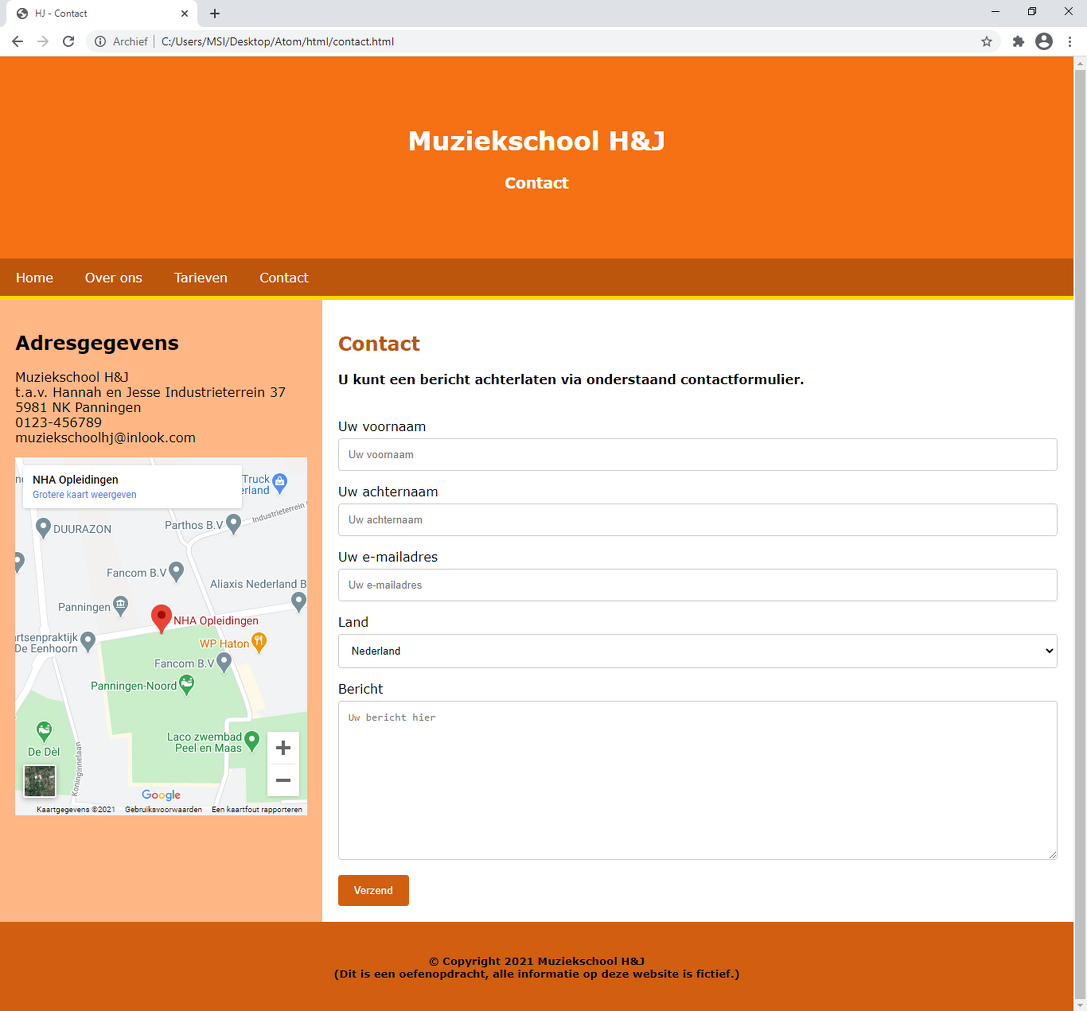 HJ - Contact
Archief
C:/Users/MSI/Desktop/Atom/html/contact.html
Muziekschool H&J
Contact
Home
Over ons
Tarieven
Contact
Adresgegevens
Muziekschool H&J
t.a.v. Hannah en Jesse Industrieterrein 37
5981 NK Panningen
0123-456789
muziekschoolhj@inlook.com
NHA Opleidingen
Grotere kaart weergeven
Truck
erland
DUURAZON
Parthos B.V
Industrieterrein
Fancom B.V
Aliaxis Nederland B
Panningen
NHA Opleidingen
artsenpraktijk
De Eenhoorn
WP Haton
Fancom B.V
Panningen-Noord
Laco zwembad
Peel en Maas
De Dèl
Koninginnelaan
Google
Kaartgegevens ©2021
Gebruiksvoorwaarden
Een kaartfout rapporteren
Contact
U kunt een bericht achterlaten via onderstaand contactformulier.
Uw voornaam
Uw voornaam
Uw achternaam
Uw achternaam
Uw e-mailadres
Uw e-mailadres
Land
Nederland
Bericht
Uw bericht hier
Verzend
© Copyright 2021 Muziekschool H&J
(Dit is een oefenopdracht, alle informatie op deze website is fictief.)